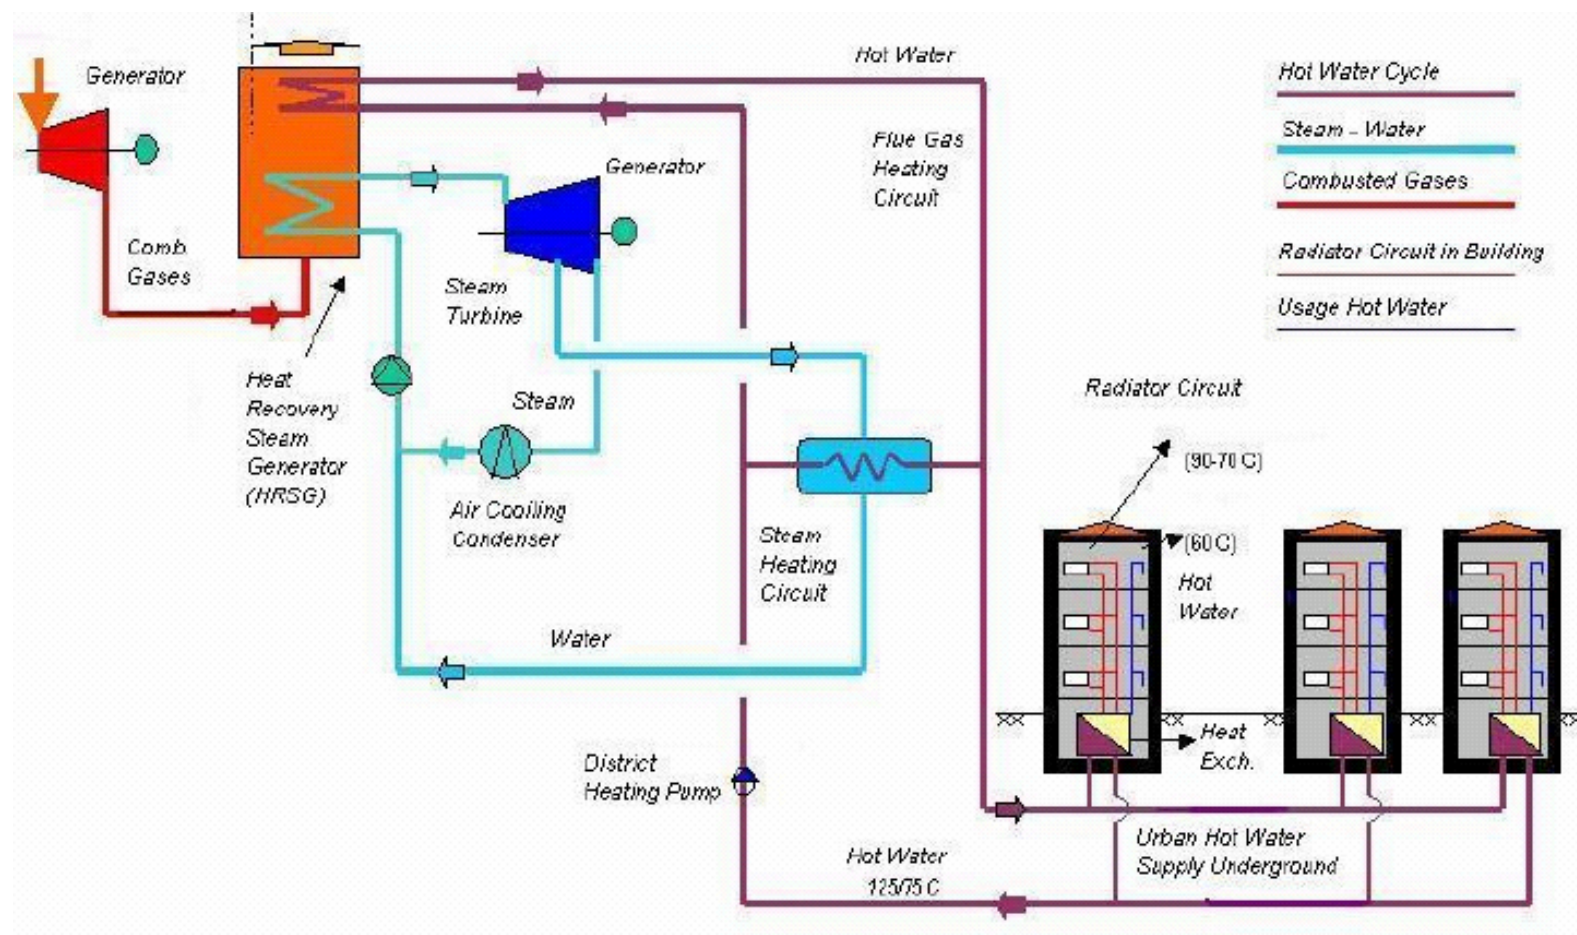 Hot Water
Generator
Hot Water Cycle
Steam - Water
Combusted Gases
Radiator Circuit in Building
Usage Hot Water
Flue Gas
Heating
Circuit
Generator
Comb.
Gases
Steam
Turbine
Heat
Recovery
Steam
Generator
(HRSG)
Steam
Air Coolling
Condenser
Radiator Circuit
(90-70 C)
(60 C)
Hot
Water
Steam
Heating
Circuit
Water
Heat
Exch.
District
Heating Pump
Urban Hot Water
Supply Underground
Hot Water
125/75 C